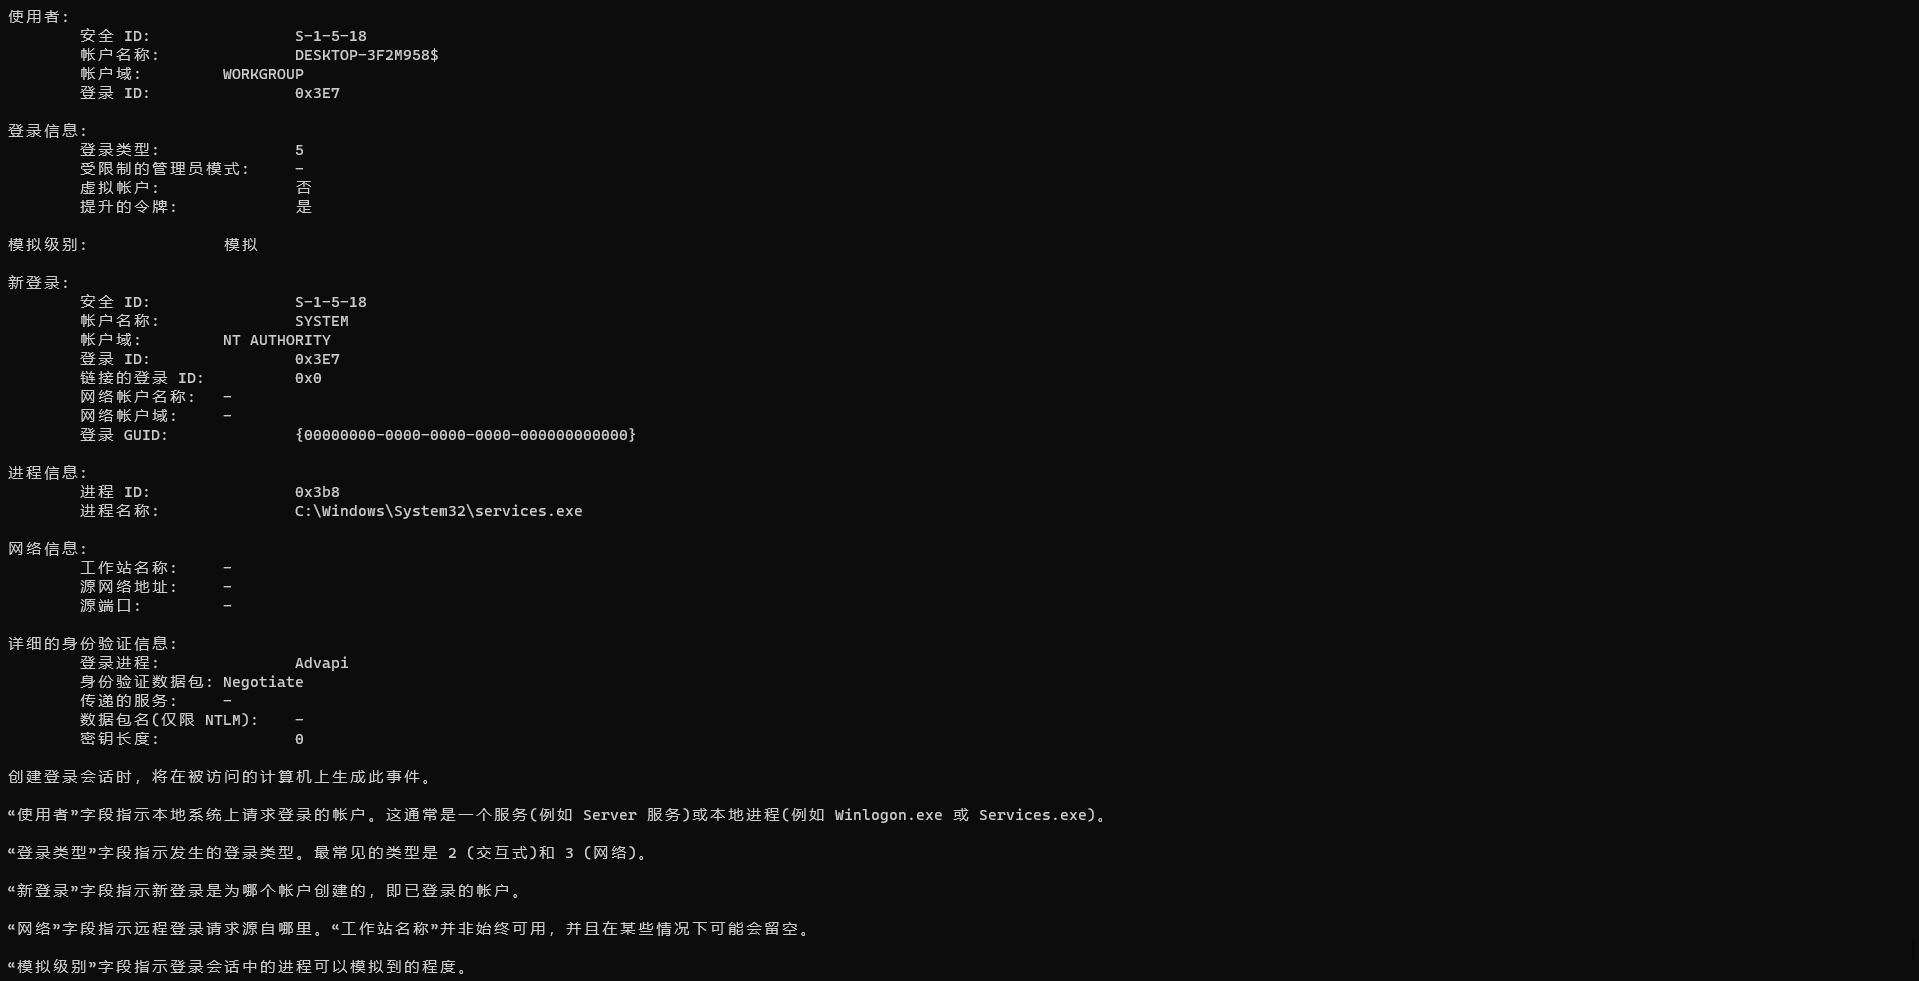 使用者:
安全 ID: S-1-5-18
帐户名称: DESKTOP-3F2M958$
帐户域: WORKGROUP
登录 ID: 0x3E7
登录信息:
登录类型: 5
受限制的管理员模式: -
虚拟帐户: 否
提升的令牌: 是
模拟级别: 模拟
新登录:
安全 ID: S-1-5-18
帐户名称: SYSTEM
帐户域: NT AUTHORITY
登录 ID: 0x3E7
链接的登录 ID: 0x0
网络帐户名称: -
网络帐户域: -
登录 GUID: {00000000-0000-0000-0000-000000000000}
进程信息:
进程 ID: 0x3b8
进程名称: C:\Windows\System32\services.exe
网络信息:
工作站名称: -
源网络地址: -
源端口: -
详细的身份验证信息:
登录进程: Advapi
身份验证数据包: Negotiate
传递的服务: -
数据包名(仅限 NTLM): -
密钥长度: 0
创建登录会话时，将在被访问的计算机上生成此事件。
“使用者”字段指示本地系统上请求登录的帐户。这通常是一个服务(例如 Server 服务)或本地进程(例如 Winlogon.exe 或 Services.exe)。
“登录类型”字段指示发生的登录类型。最常见的类型是 2 (交互式)和 3 (网络)。
“新登录”字段指示新登录是为哪个帐户创建的，即已登录的帐户。
“网络”字段指示远程登录请求源自哪里。“工作站名称”并非始终可用，并且在某些情况下可能会留空。
“模拟级别”字段指示登录会话中的进程可以模拟到的程度。